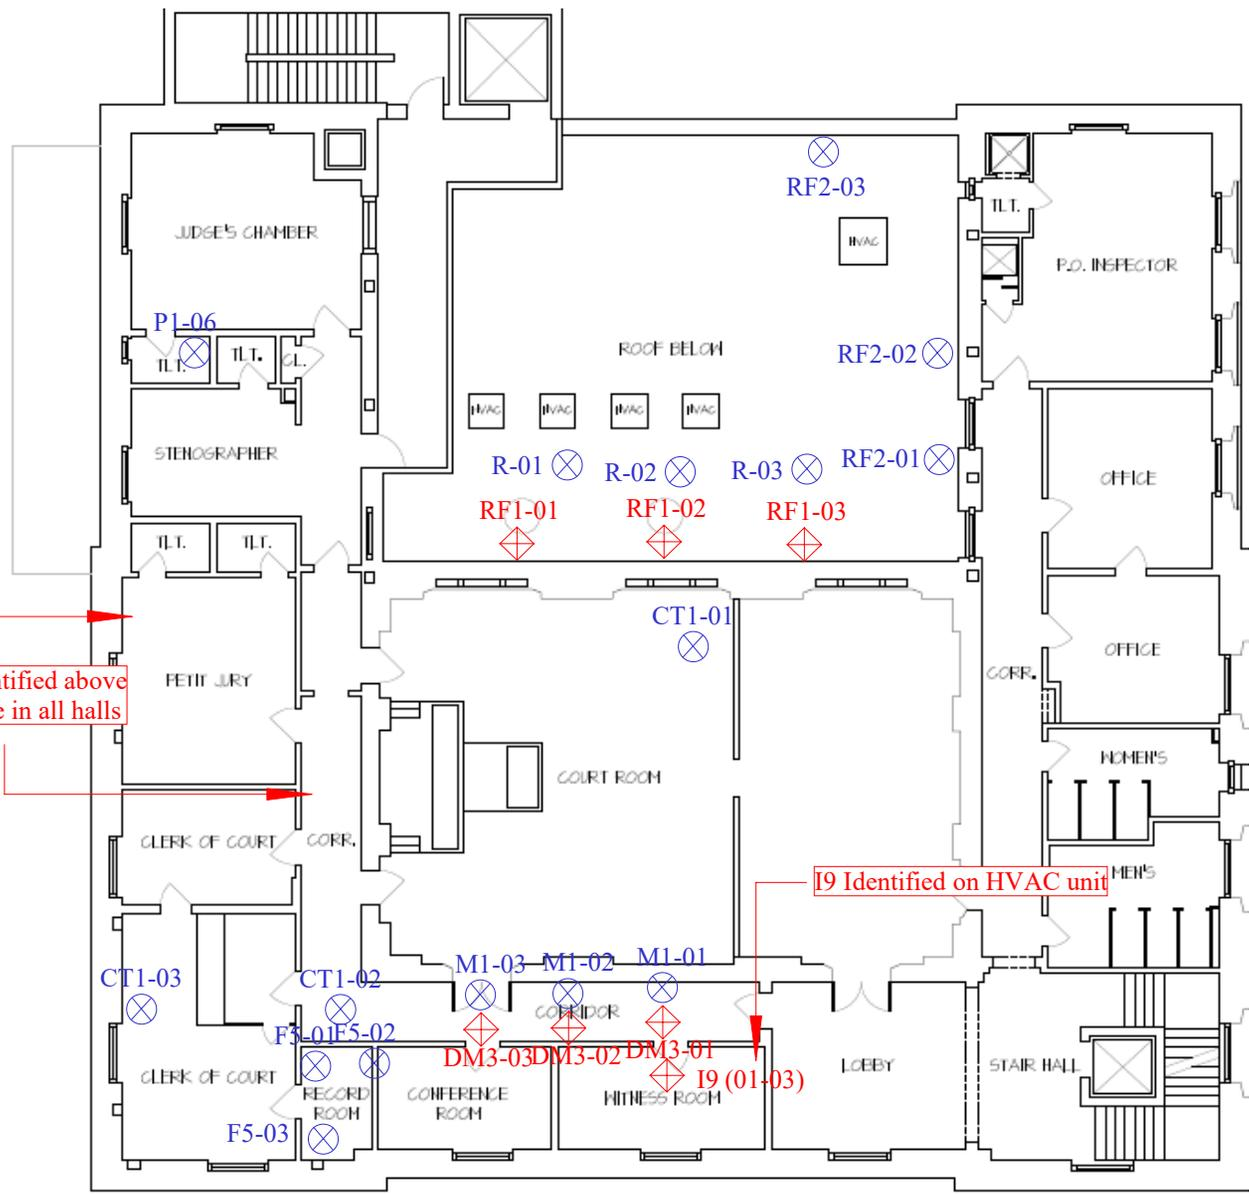 RF2-03
TLT.
HVAC
JUDGE'S CHAMBER
P.O. INSPECTOR
P1-06
TLT.
TLT.
CL.
ROOF BELOW
RF2-02
HVAC
HVAC
HVAC
HVAC
STENOGRAPHER
R-01
R-02
R-03
RF2-01
OFFICE
RF1-01
RF1-02
RF1-03
TLT.
TLT.
CT1-01
OFFICE
PETIT JURY
CORR.
ntified above
e in all halls
WOMEN'S
COURT ROOM
CLERK OF COURT
CORR.
I9 Identified on HVAC unit
MEN'S
CT1-03
CT1-02
M1-03
M1-02
M1-01
CORRIDOR
F5-01
F5-02
DM3-03
DM3-02
DM3-01
I9 (01-03)
CLERK OF COURT
RECORD
ROOM
CONFERENCE
ROOM
WITNESS ROOM
LOBBY
STAIR HALL
F5-03